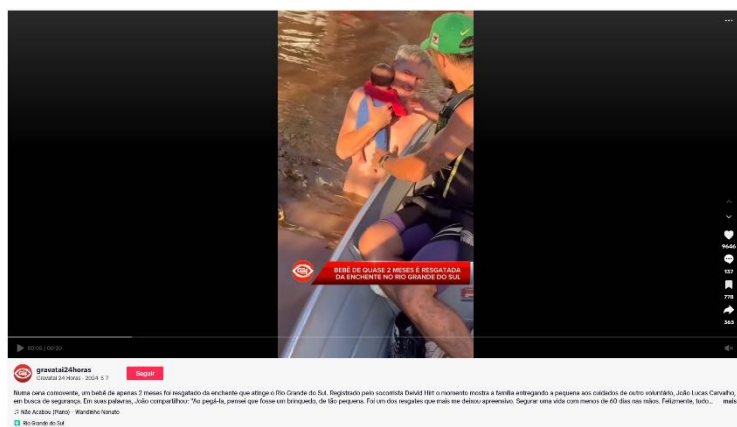 BEBÊ DE QUASE 2 MESES É RESGATADA
DA ENCHENTE NO RIO GRANDE DO SUL
9646
137
778
365
00:05 / 00:20
gravatai24horas
Gravataí 24 Horas · 2024-5-7
Seguir
Numa cena comovente, um bebê de apenas 2 meses foi resgatado da enchente que atinge o Rio Grande do Sul. Registrado pelo socorrista Deivid Hirt o momento mostra a família entregando a pequena aos cuidados de outro voluntário, João Lucas Carvalho,
em busca de segurança. Em suas palavras, João compartilhou: "Ao pegá-la, pensei que fosse um brinquedo, de tão pequena. Foi um dos resgates que mais me deixou apreensivo. Segurar uma vida com menos de 60 dias nas mãos. Felizmente, tudo... mais
Não Acabou (Piano) - Wandinho Nonato
Rio Grande do Sul